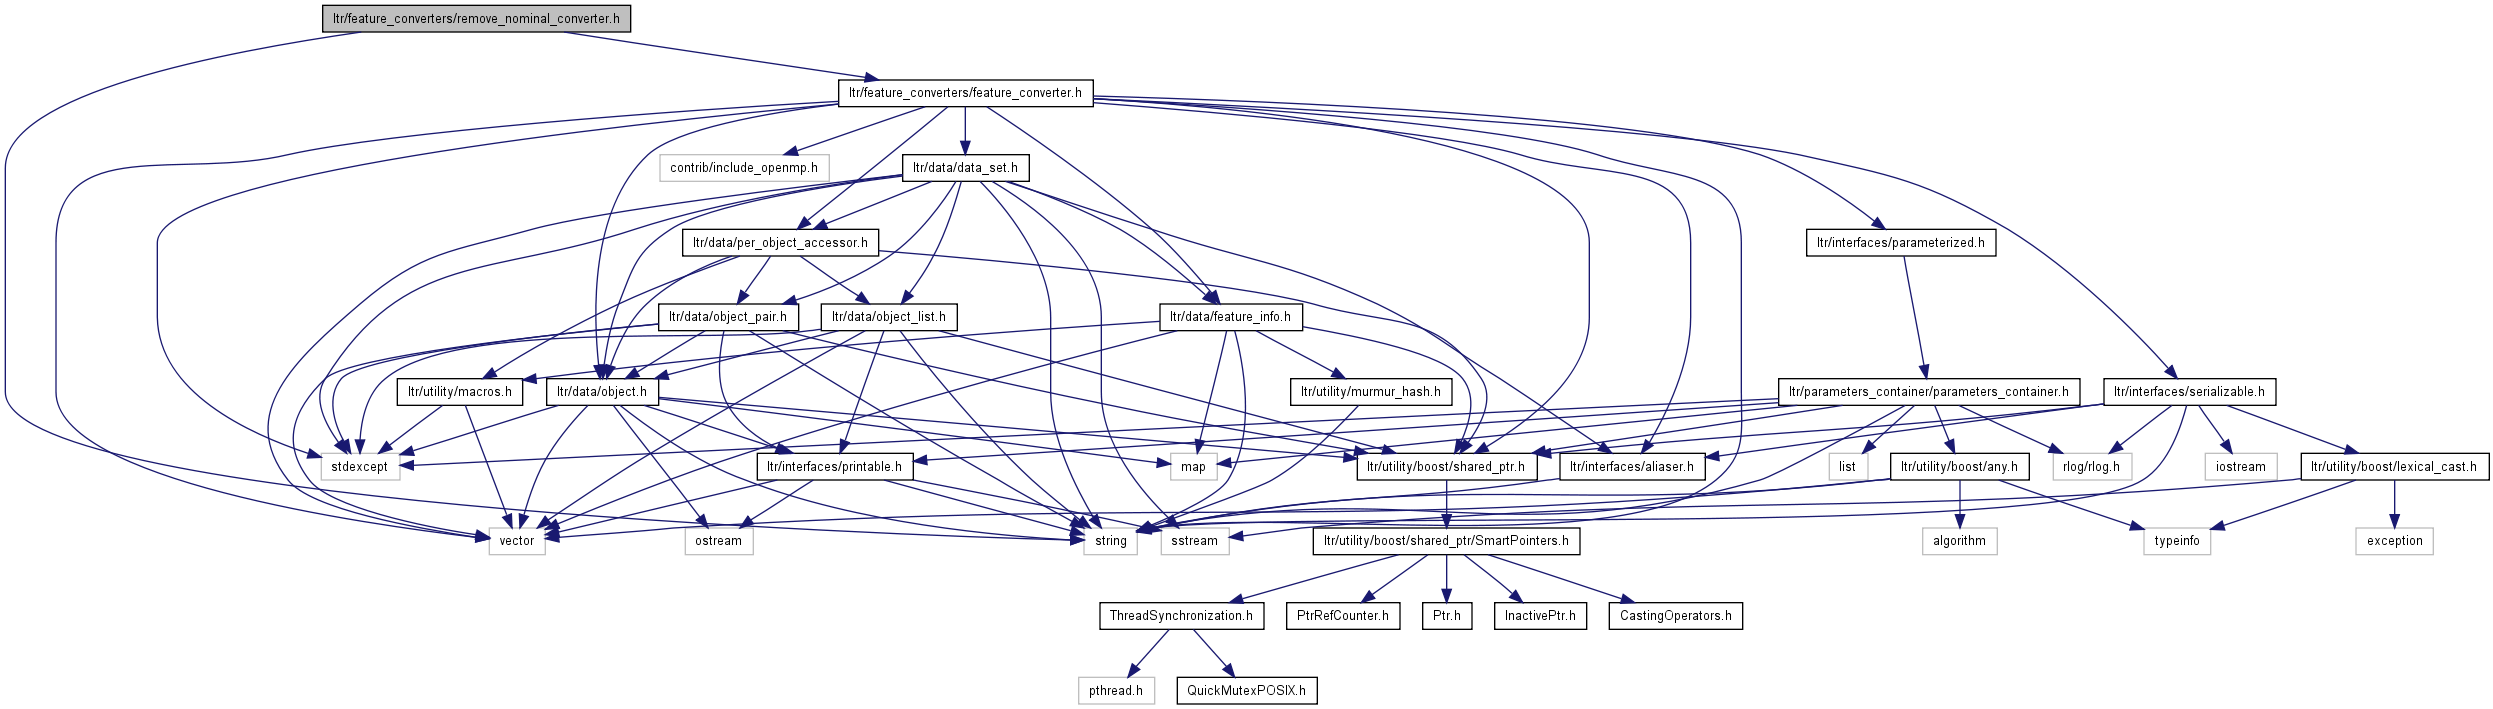 ltr/feature_converters/remove_nominal_converter.h
ltr/feature_converters/feature_converter.h
contrib/include_openmp.h
ltr/data/data_set.h
ltr/data/per_object_accessor.h
ltr/interfaces/parameterized.h
ltr/data/object_pair.h
ltr/data/object_list.h
ltr/data/feature_info.h
ltr/utility/macros.h
ltr/data/object.h
ltr/utility/murmur_hash.h
ltr/parameters_container/parameters_container.h
ltr/interfaces/serializable.h
stdexcept
ltr/interfaces/printable.h
map
ltr/utility/boost/shared_ptr.h
ltr/interfaces/aliaser.h
list
ltr/utility/boost/any.h
rlog/rlog.h
iostream
ltr/utility/boost/lexical_cast.h
vector
ostream
string
sstream
ltr/utility/boost/shared_ptr/SmartPointers.h
algorithm
typeinfo
exception
ThreadSynchronization.h
PtrRefCounter.h
Ptr.h
InactivePtr.h
CastingOperators.h
pthread.h
QuickMutexPOSIX.h